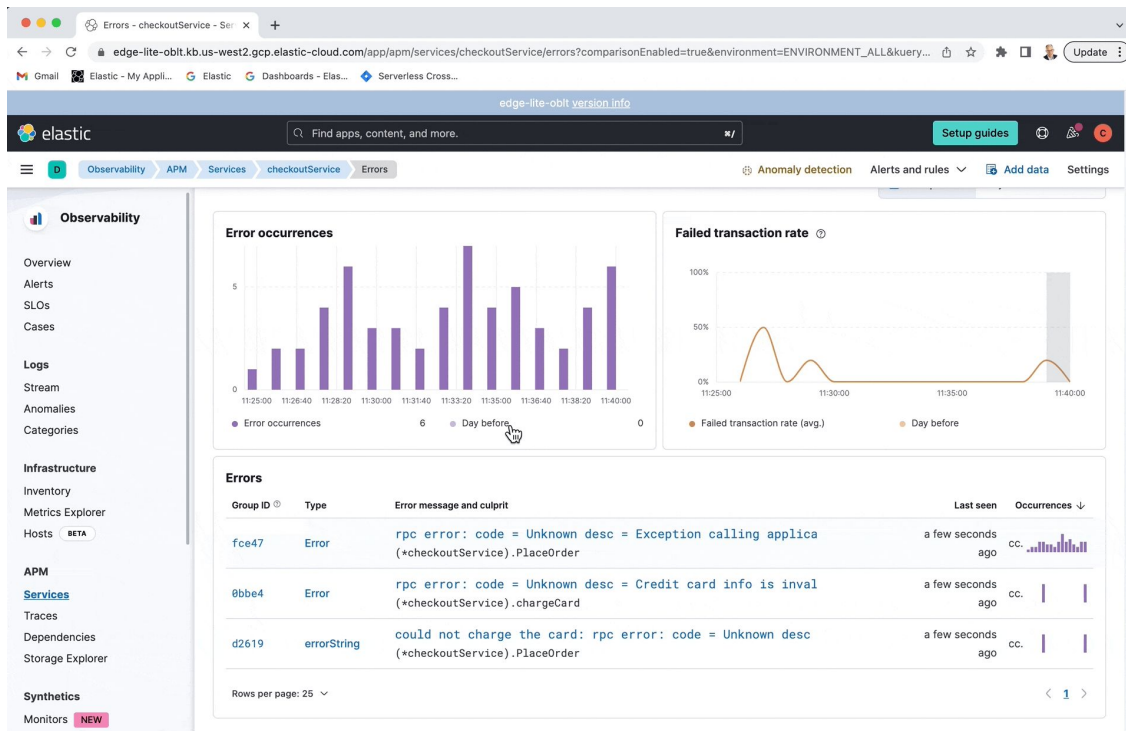 Errors - checkoutService - Ser
edge-lite-oblt.kb.us-west2.gcp.elastic-cloud.com/app/apm/services/checkoutService/errors?comparisonEnabled=true&environment=ENVIRONMENT_ALL&kuery...
Update
Gmail Elastic - My Appli... Elastic Dashboards - Elas... Serverless Cross...
edge-lite-oblt version info
elastic
Find apps, content, and more.
⌘/
Setup guides
C
D
Observability APM Services checkoutService Errors
Anomaly detection Alerts and rules Add data Settings
Observability
Overview
Alerts
SLOs
Cases
Logs
Stream
Anomalies
Categories
Infrastructure
Inventory
Metrics Explorer
Hosts BETA
APM
Services
Traces
Dependencies
Storage Explorer
Synthetics
Monitors NEW
Error occurrences
5
0
11:25:00 11:26:40 11:28:20 11:30:00 11:31:40 11:33:20 11:35:00 11:36:40 11:38:20 11:40:00
Error occurrences 6 Day before 0
Failed transaction rate
100%
50%
0%
11:25:00 11:30:00 11:35:00 11:40:00
Failed transaction rate (avg.) Day before
Errors
Group ID Type Error message and culprit Last seen Occurrences
fce47 Error rpc error: code = Unknown desc = Exception calling applica a few seconds ago cc.
(*checkoutService).PlaceOrder
0bbe4 Error rpc error: code = Unknown desc = Credit card info is inval a few seconds ago cc.
(*checkoutService).chargeCard
d2619 errorString could not charge the card: rpc error: code = Unknown desc a few seconds ago cc.
(*checkoutService).PlaceOrder
Rows per page: 25
1